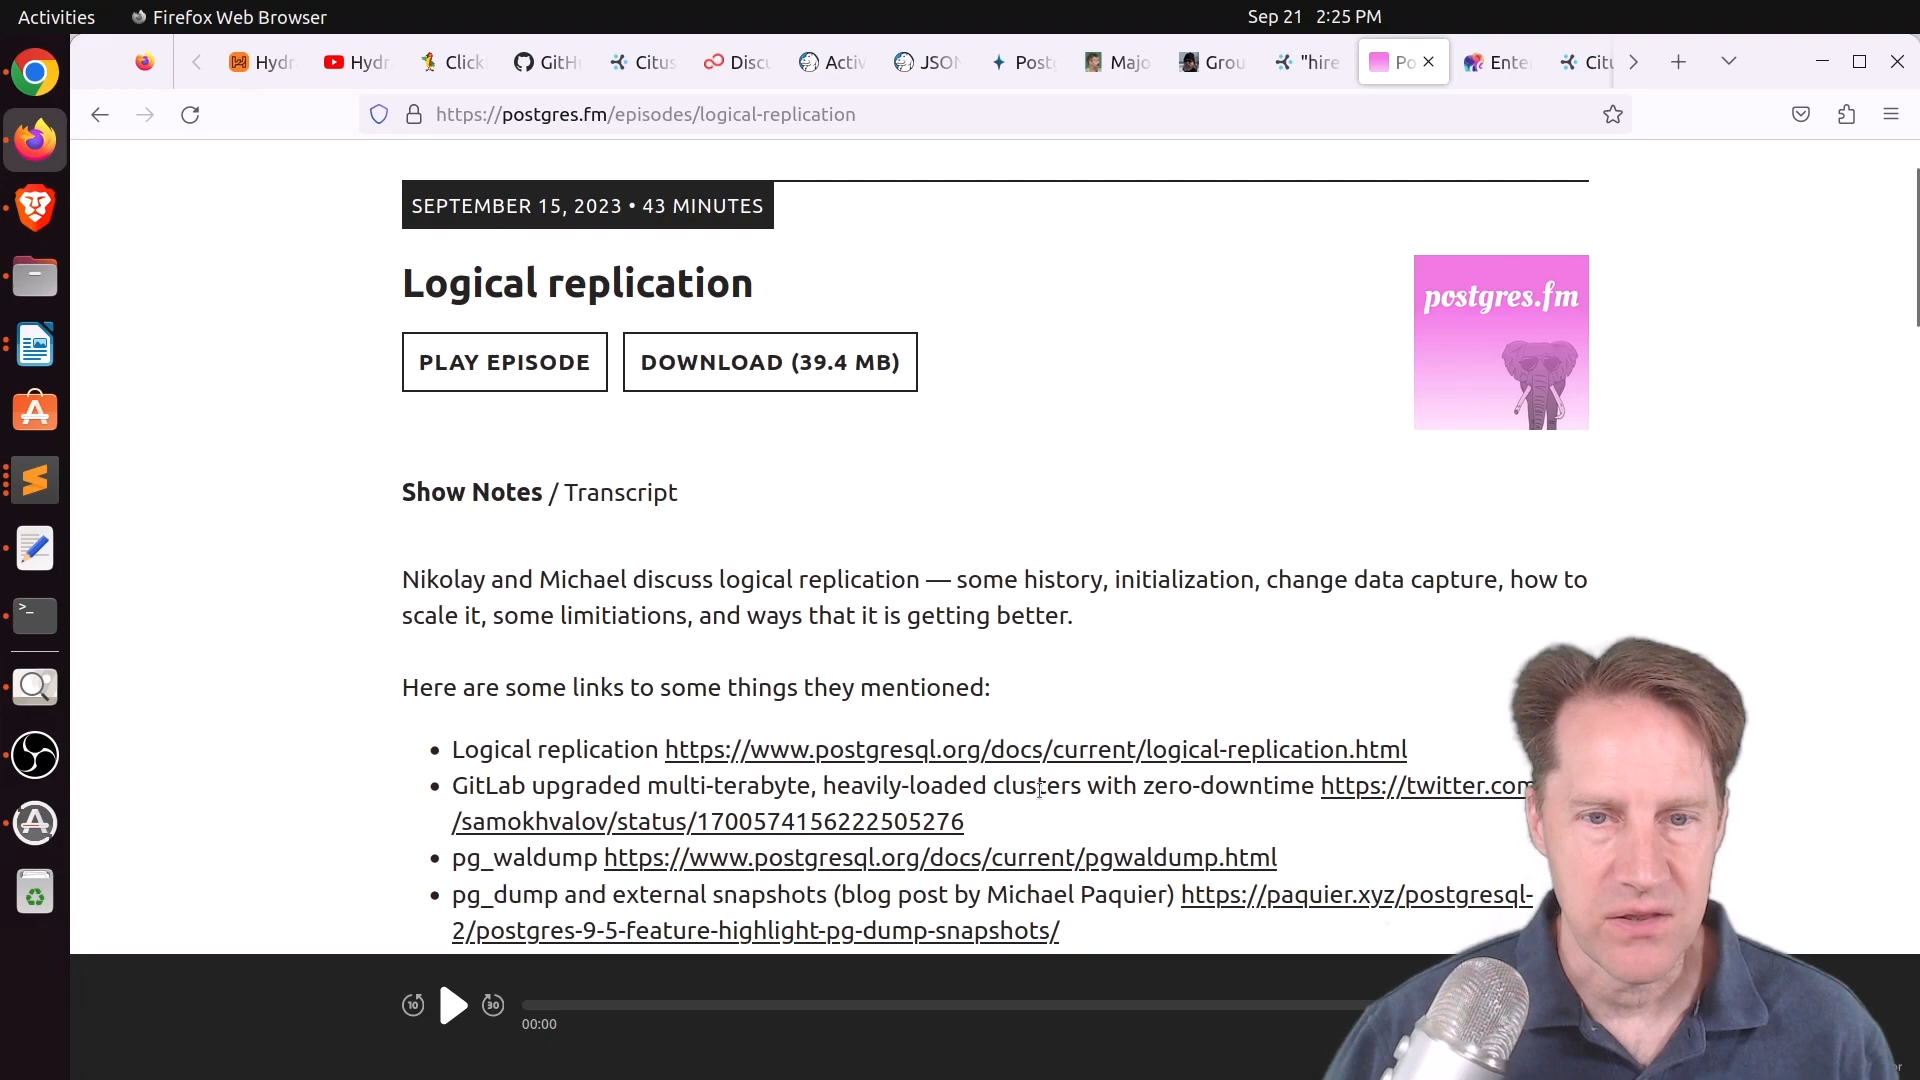 Activities
Firefox Web Browser
Sep 21 2:25 PM
Hydr
Hydr
Click
GitH
Citus
Discu
Activ
JSON
Postg
Majo
Grou
"hire
Po
Ente
Citu
https://postgres.fm/episodes/logical-replication
SEPTEMBER 15, 2023 • 43 MINUTES
Logical replication
postgres.fm
PLAY EPISODE
DOWNLOAD (39.4 MB)
Show Notes / Transcript
Nikolay and Michael discuss logical replication — some history, initialization, change data capture, how to
scale it, some limitiations, and ways that it is getting better.
Here are some links to some things they mentioned:
• Logical replication https://www.postgresql.org/docs/current/logical-replication.html
• GitLab upgraded multi-terabyte, heavily-loaded clusters with zero-downtime https://twitter.com
/samokhvalov/status/1700574156222505276
• pg_waldump https://www.postgresql.org/docs/current/pgwaldump.html
• pg_dump and external snapshots (blog post by Michael Paquier) https://paquier.xyz/postgresql-
2/postgres-9-5-feature-highlight-pg-dump-snapshots/
10
30
00:00